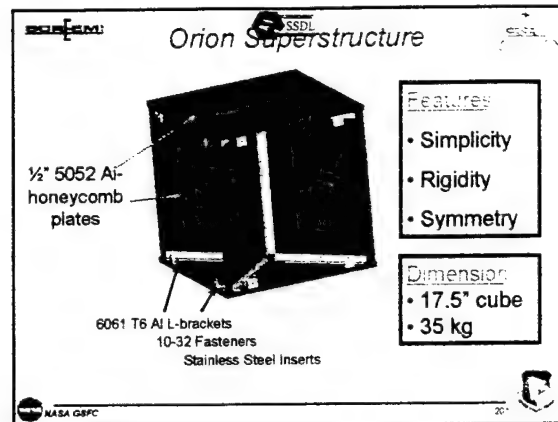 SSDL
Orion Superstructure
½" 5052 Al-
honeycomb
plates
6061 T6 Al L-brackets
10-32 Fasteners
Stainless Steel Inserts
Features
• Simplicity
• Rigidity
• Symmetry
Dimension
• 17.5" cube
• 35 kg
NASA GSFC